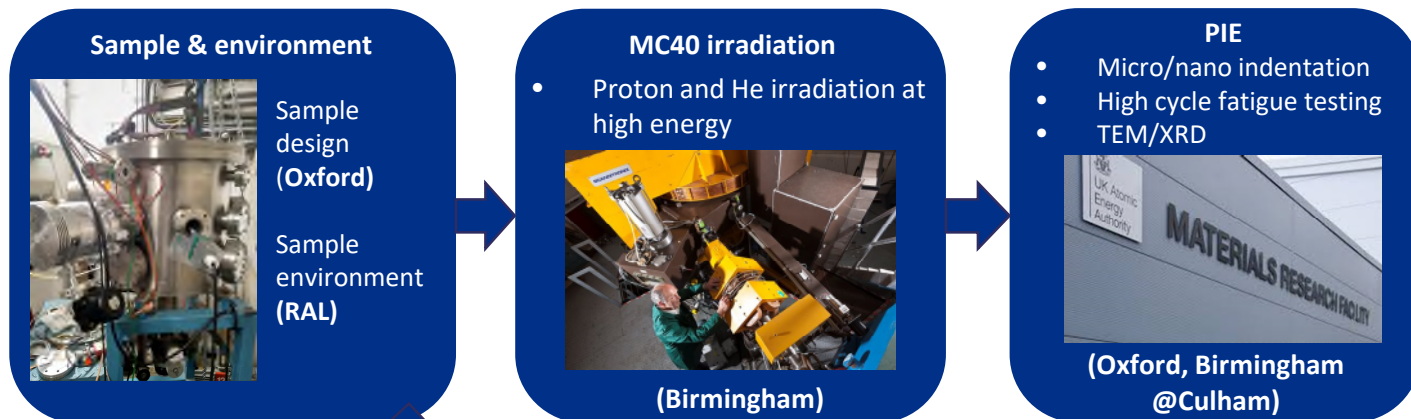 Sample & environment
Sample
design
(Oxford)
Sample
environment
(RAL)
MC40 irradiation
• Proton and He irradiation at
high energy
(Birmingham)
PIE
• Micro/nano indentation
• High cycle fatigue testing
• TEM/XRD
UK Atomic
Energy
Authority
MATERIALS RESEARCH FACILITY
(Oxford, Birmingham
@Culham)